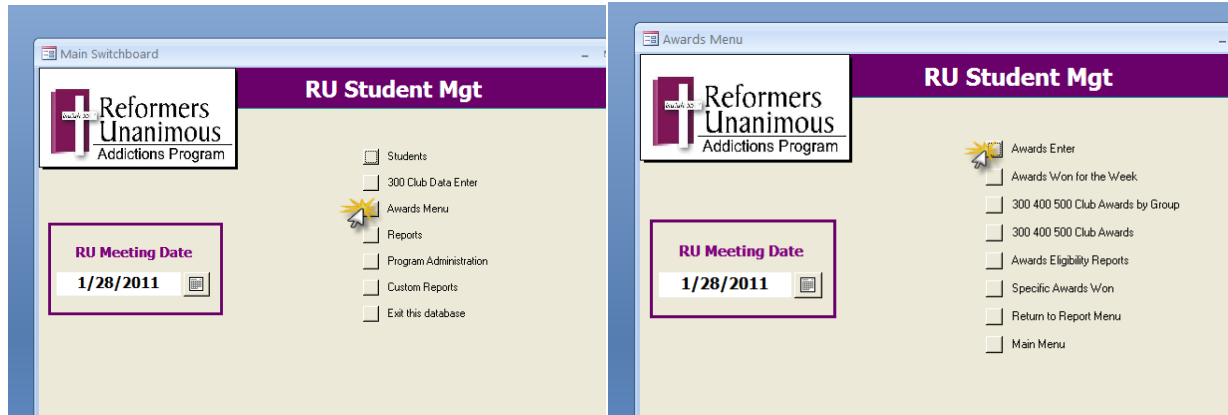 Main Switchboard
RU Student Mgt
Reformers
Unanimous
Addictions Program
Students
300 Club Data Enter
Awards Menu
Reports
Program Administration
Custom Reports
Exit this database
RU Meeting Date
1/28/2011
Awards Menu
RU Student Mgt
Reformers
Unanimous
Addictions Program
Awards Enter
Awards Won for the Week
300 400 500 Club Awards by Group
300 400 500 Club Awards
Awards Eligibility Reports
Specific Awards Won
Return to Report Menu
Main Menu
RU Meeting Date
1/28/2011